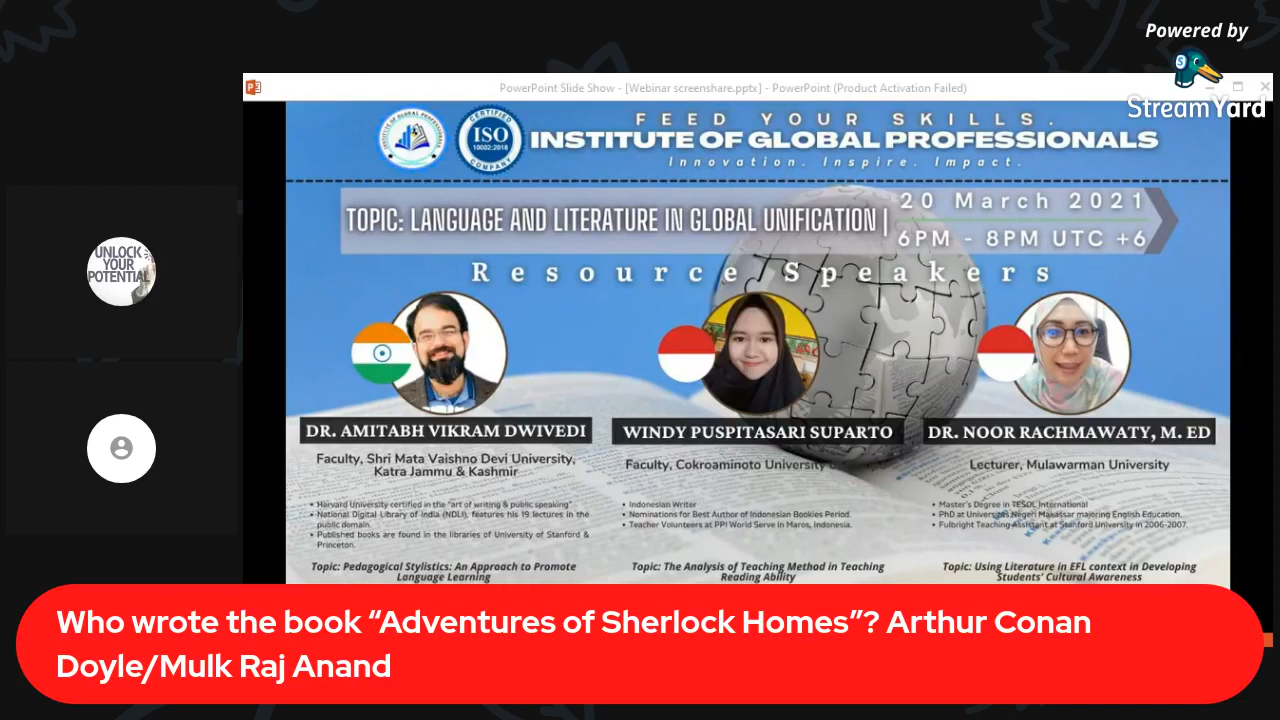 Powered by
StreamYard
PowerPoint Slide Show - [Webinar screenshare.pptx] - PowerPoint (Product Activation Failed)
UNLOCK
YOUR
POTENTIAL
INSTITUTE OF GLOBAL PROFESSIONALS
CERTIFIED
ISO
10002:2018
COMPANY
FEED YOUR SKILLS.
INSTITUTE OF GLOBAL PROFESSIONALS
Innovation. Inspire. Impact.
TOPIC: LANGUAGE AND LITERATURE IN GLOBAL UNIFICATION |
20 March 2021
6PM - 8PM UTC +6
Resource Speakers
DR. AMITABH VIKRAM DWIVEDI
Faculty, Shri Mata Vaishno Devi University,
Katra Jammu & Kashmir
• Harvard University certified in the "art of writing & public speaking"
• National Digital Library of India (NDLI), features his 19 lectures in the
public domain.
• Published books are found in the libraries of University of Stanford &
Princeton.
Topic: Pedagogical Stylistics: An Approach to Promote
Language Learning
WINDY PUSPITASARI SUPARTO
Faculty, Cokroaminoto University
• Indonesian Writer
• Nominations for Best Author of Indonesian Bookies Period.
• Teacher Volunteers at PPI World Serve in Maros, Indonesia.
Topic: The Analysis of Teaching Method in Teaching
Reading Ability
DR. NOOR RACHMAWATY, M. ED
Lecturer, Mulawarman University
• Master's Degree in TESOL International
• PhD at Universitas Negeri Makassar majoring English Education.
• Fulbright Teaching Assistant at Stanford University in 2006-2007.
Topic: Using Literature in EFL context in Developing
Students' Cultural Awareness
Who wrote the book “Adventures of Sherlock Homes”? Arthur Conan
Doyle/Mulk Raj Anand